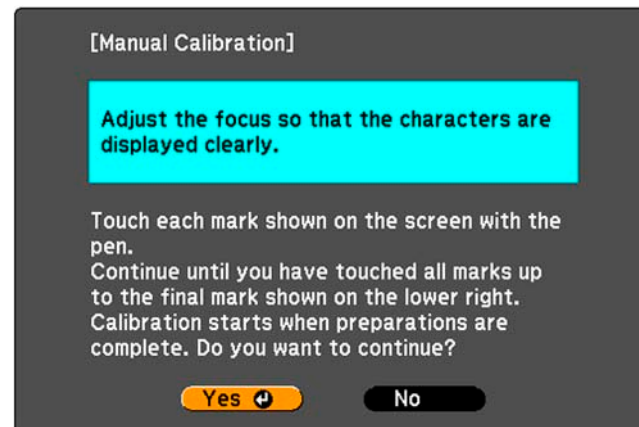 [Manual Calibration]
Adjust the focus so that the characters are
displayed clearly.
Touch each mark shown on the screen with the
pen.
Continue until you have touched all marks up
to the final mark shown on the lower right.
Calibration starts when preparations are
complete. Do you want to continue?
Yes No